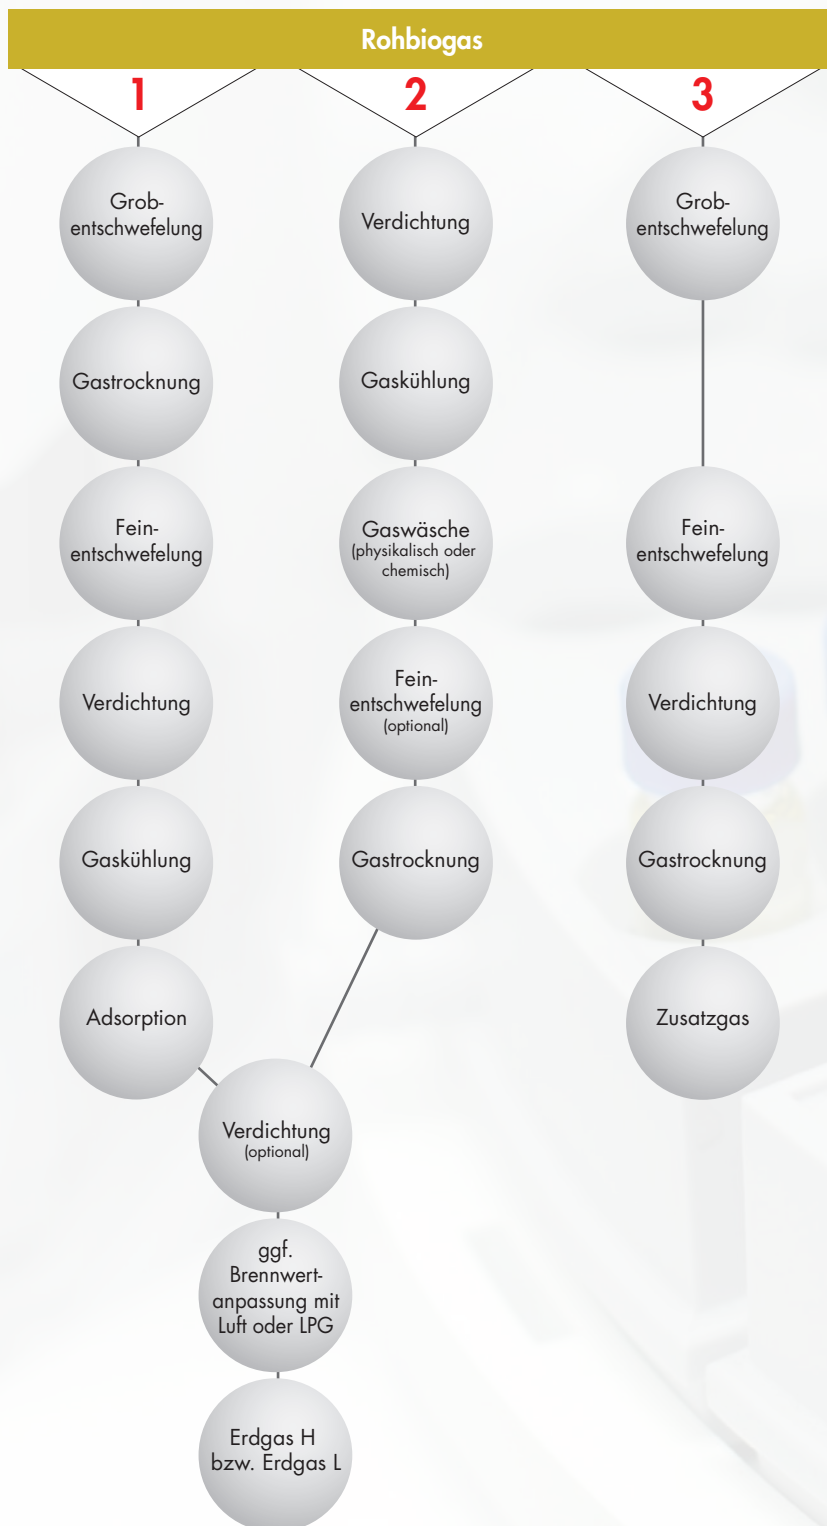 Rohbiogas
1
Grob-
entschwefelung
Gastrocknung
Fein-
entschwefelung
Verdichtung
Gaskühlung
Adsorption
2
Verdichtung
Gaskühlung
Gaswäsche
(physikalisch oder
chemisch)
Fein-
entschwefelung
(optional)
Gastrocknung
Verdichtung
(optional)
ggf.
Brennwert-
anpassung mit
Luft oder LPG
Erdgas H
bzw. Erdgas L
3
Grob-
entschwefelung
Fein-
entschwefelung
Verdichtung
Gastrocknung
Zusatzgas